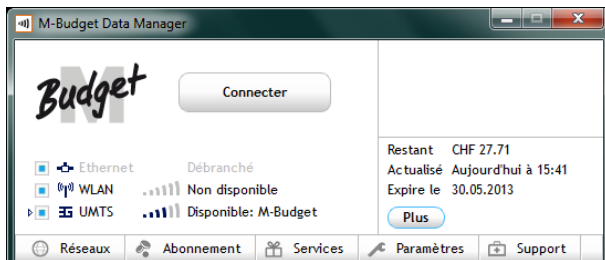 M-Budget Data Manager
M
Budget
Connecter
Ethernet Débranché
WLAN Non disponible
3G UMTS Disponible: M-Budget
Restant CHF 27.71
Actualisé Aujourd'hui à 15:41
Expire le 30.05.2013
Plus
Réseaux Abonnement Services Paramètres Support